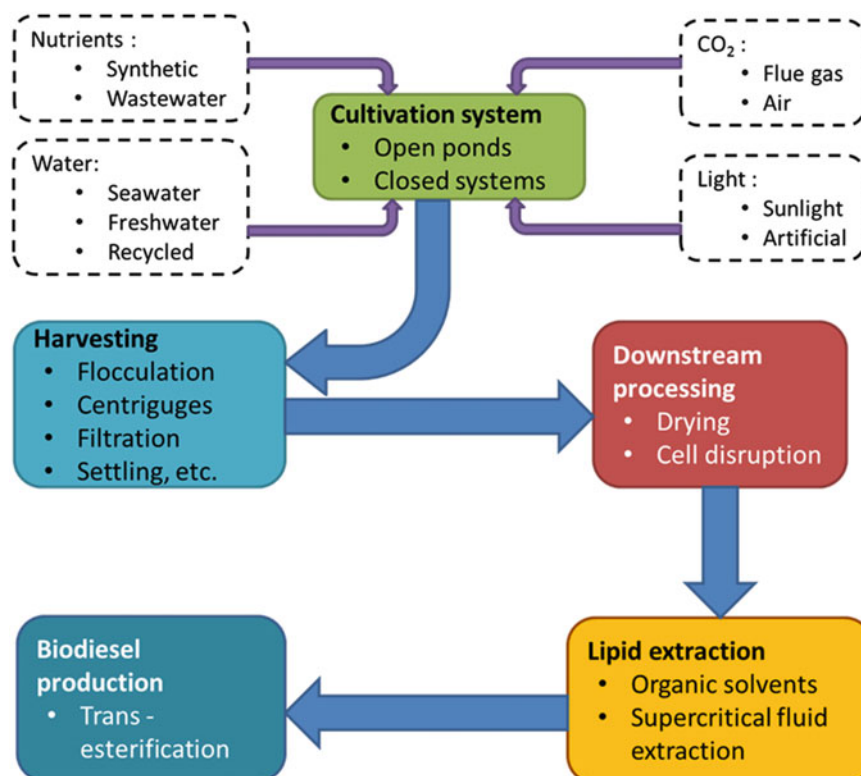 Nutrients :
• Synthetic
• Wastewater
CO₂ :
• Flue gas
• Air
Cultivation system
• Open ponds
• Closed systems
Water:
• Seawater
• Freshwater
• Recycled
Light :
• Sunlight
• Artificial
Harvesting
• Flocculation
• Centriguges
• Filtration
• Settling, etc.
Downstream
processing
• Drying
• Cell disruption
Biodiesel
production
• Trans -
esterification
Lipid extraction
• Organic solvents
• Supercritical fluid
extraction